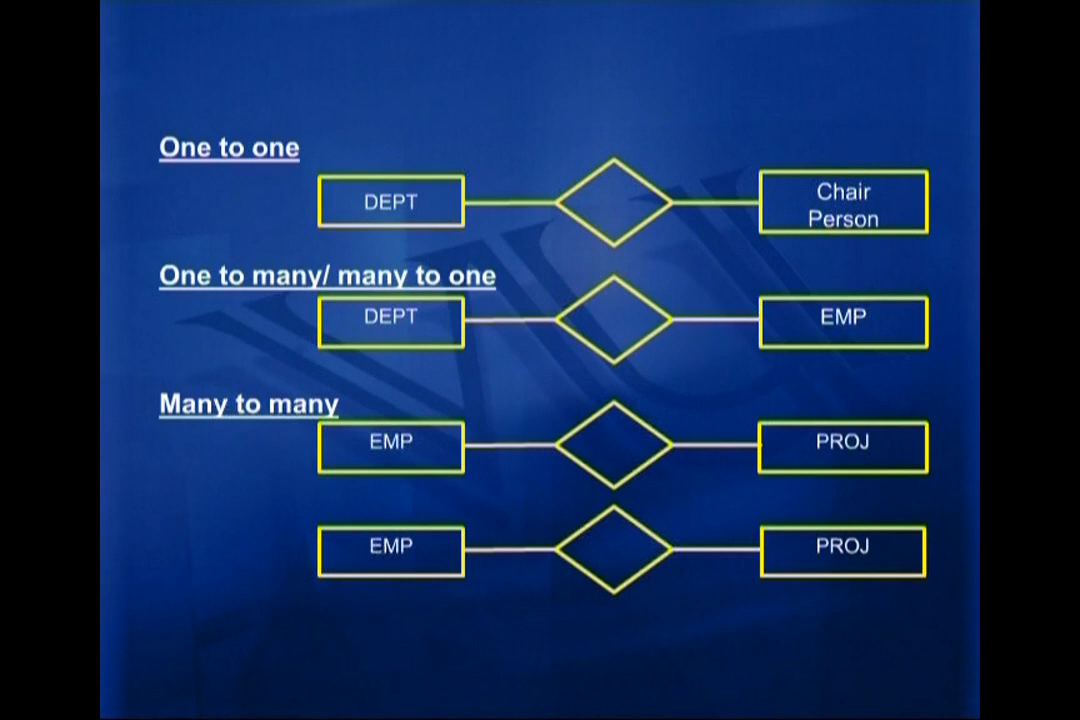 One to one
DEPT
Chair
Person
One to many/ many to one
DEPT
EMP
Many to many
EMP
PROJ
EMP
PROJ